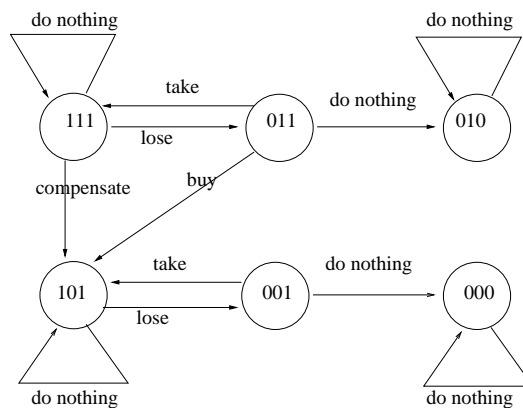 do nothing
do nothing
take
do nothing
111
011
010
lose
compensate
buy
take
do nothing
101
001
000
lose
do nothing
do nothing